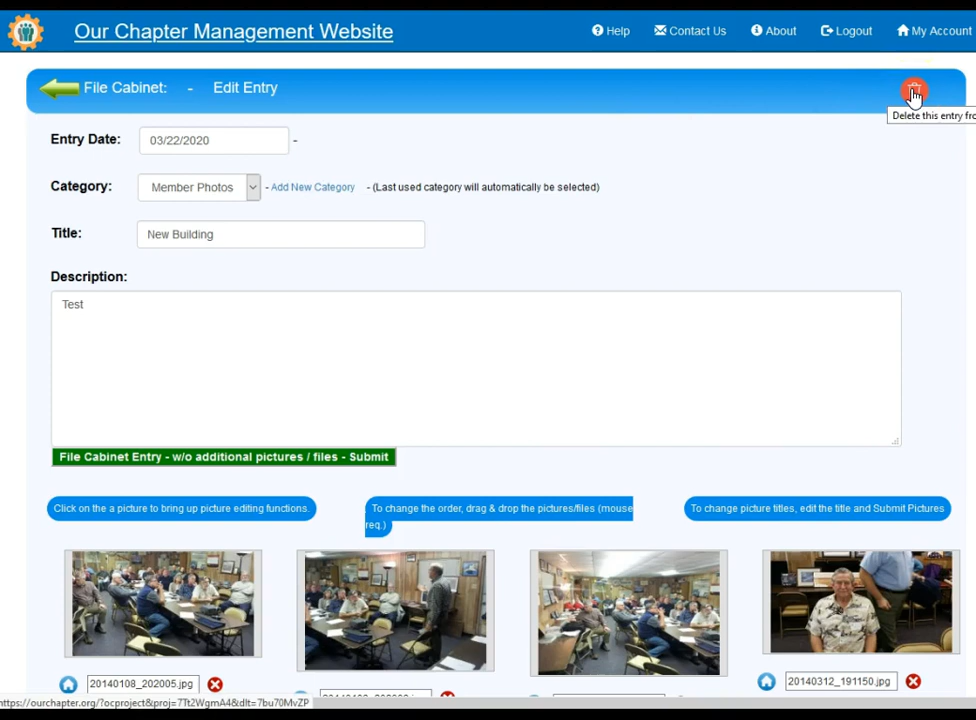 Our Chapter Management Website
Help
Contact Us
About
Logout
My Account
File Cabinet: - Edit Entry
Delete this entry fro
Entry Date: 03/22/2020 -
Category: Member Photos - Add New Category - (Last used category will automatically be selected)
Title: New Building
Description:
Test
File Cabinet Entry - w/o additional pictures / files - Submit
Click on the a picture to bring up picture editing functions.
To change the order, drag & drop the pictures/files (mouse
req.)
To change picture titles, edit the title and Submit Pictures
20140108_202005.jpg
20140312_191150.jpg
https://ourchapter.org/?ocproject&proj=7Tt2WgmA4&dlt=7bu70MvZP